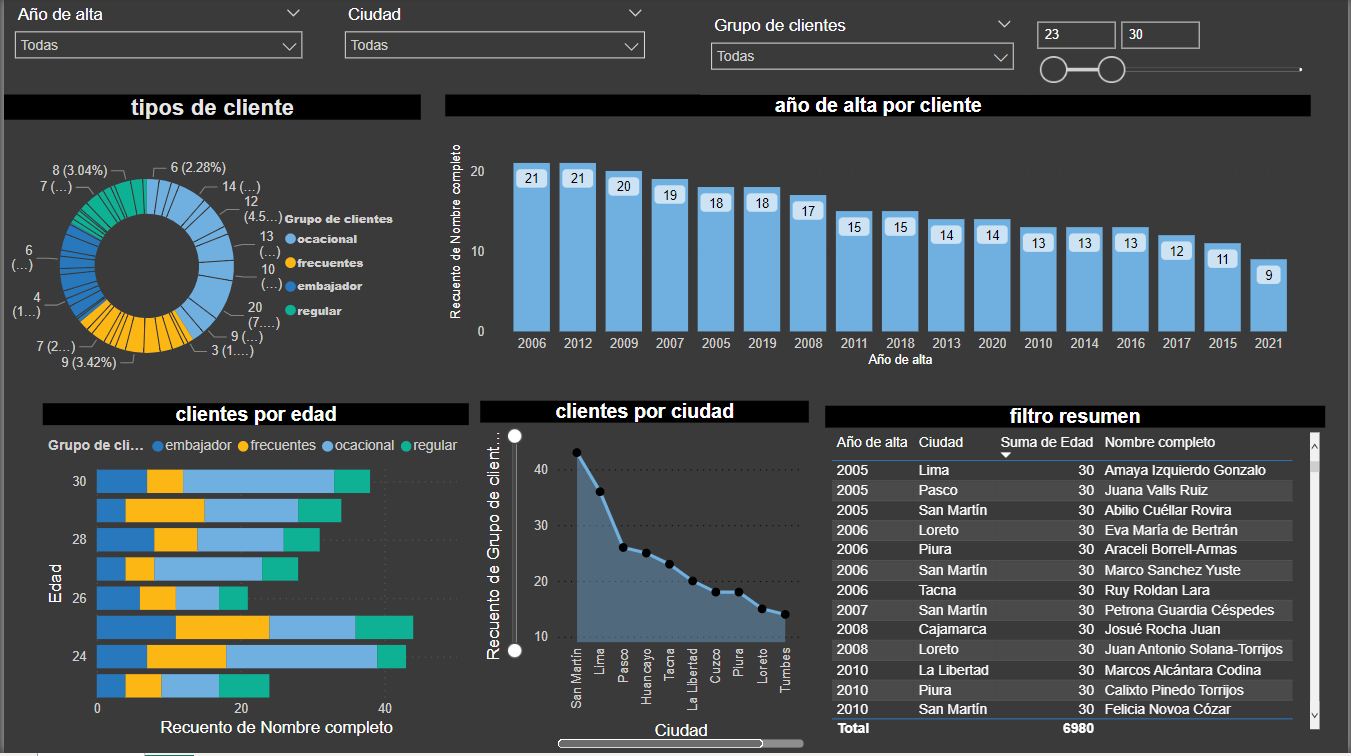 Año de alta
Todas
Ciudad
Todas
Grupo de clientes
Todas
23
30
tipos de cliente
8 (3.04%)
6 (2.28%)
7 (...)
14 (...)
12
(4.5...)
13
(...)
10
(...)
20
(7....)
9 (...)
3 (1....)
9 (3.42%)
7 (2...)
4
(1...)
6
(...)
Grupo de clientes
ocacional
frecuentes
embajador
regular
año de alta por cliente
Recuento de Nombre completo
20
10
0
21 21 20 19 18 18 17 15 15 14 14 13 13 13 12 11 9
2006 2012 2009 2007 2005 2019 2008 2011 2018 2013 2020 2010 2014 2016 2017 2015 2021
Año de alta
clientes por edad
Grupo de cli... embajador frecuentes ocacional regular
Edad
30
28
26
24
0 20 40
Recuento de Nombre completo
clientes por ciudad
Recuento de Grupo de client...
40
30
20
10
San Martín
Lima
Pasco
Huancayo
Tacna
La Libertad
Cuzco
Piura
Loreto
Tumbes
Ciudad
filtro resumen
Año de alta Ciudad Suma de Edad Nombre completo
2005 Lima 30 Amaya Izquierdo Gonzalo
2005 Pasco 30 Juana Valls Ruiz
2005 San Martín 30 Abilio Cuéllar Rovira
2006 Loreto 30 Eva María de Bertrán
2006 Piura 30 Araceli Borrell-Armas
2006 San Martín 30 Marco Sanchez Yuste
2006 Tacna 30 Ruy Roldan Lara
2007 San Martín 30 Petrona Guardia Céspedes
2008 Cajamarca 30 Josué Rocha Juan
2008 Loreto 30 Juan Antonio Solana-Torrijos
2010 La Libertad 30 Marcos Alcántara Codina
2010 Piura 30 Calixto Pinedo Torrijos
2010 San Martín 30 Felicia Novoa Cózar
Total 6980